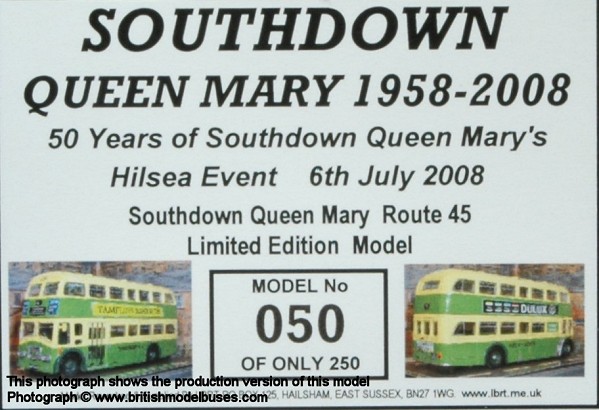 SOUTHDOWN
QUEEN MARY 1958-2008
50 Years of Southdown Queen Mary's
Hilsea Event 6th July 2008
Southdown Queen Mary Route 45
Limited Edition Model
MODEL No
050
OF ONLY 250
DULUX
This photograph shows the production version of this model
HAILSHAM, EAST SUSSEX, BN27 1WG. www.lbrt.me.uk
Photograph © www.britishmodelbuses.com